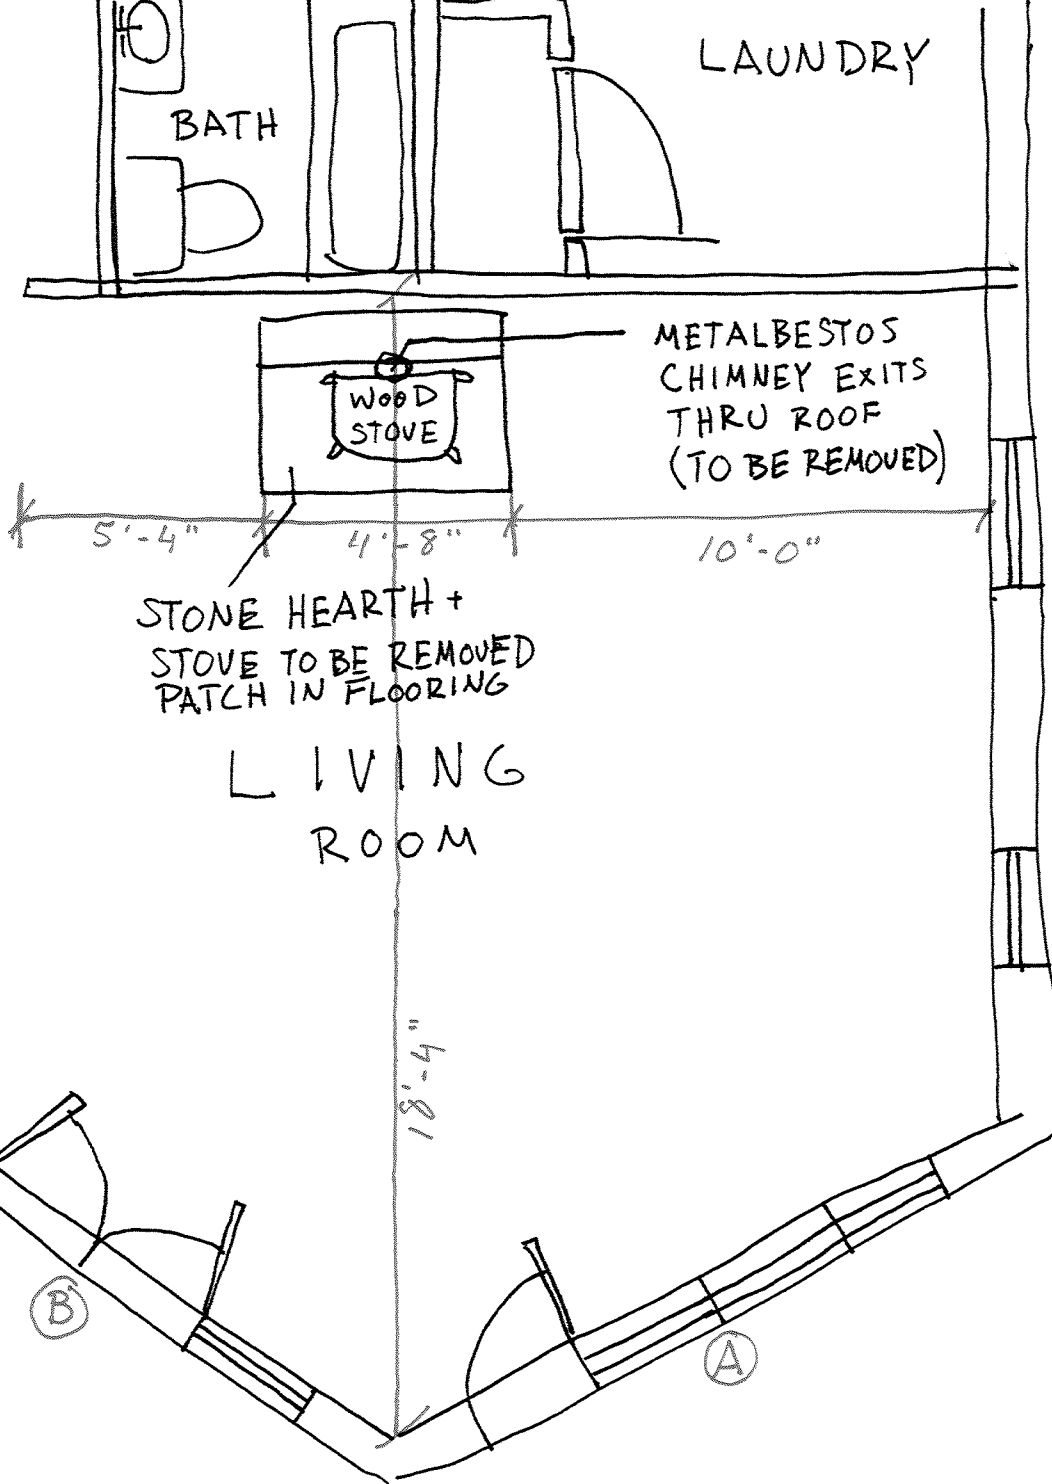 LAUNDRY
BATH
METALBESTOS
CHIMNEY EXITS
THRU ROOF
(TO BE REMOVED)
WOOD
STOVE
5'-4"
4'-8"
10'-0"
STONE HEARTH +
STOVE TO BE REMOVED
PATCH IN FLOORING
LIVING
ROOM
18'-4"
B
A